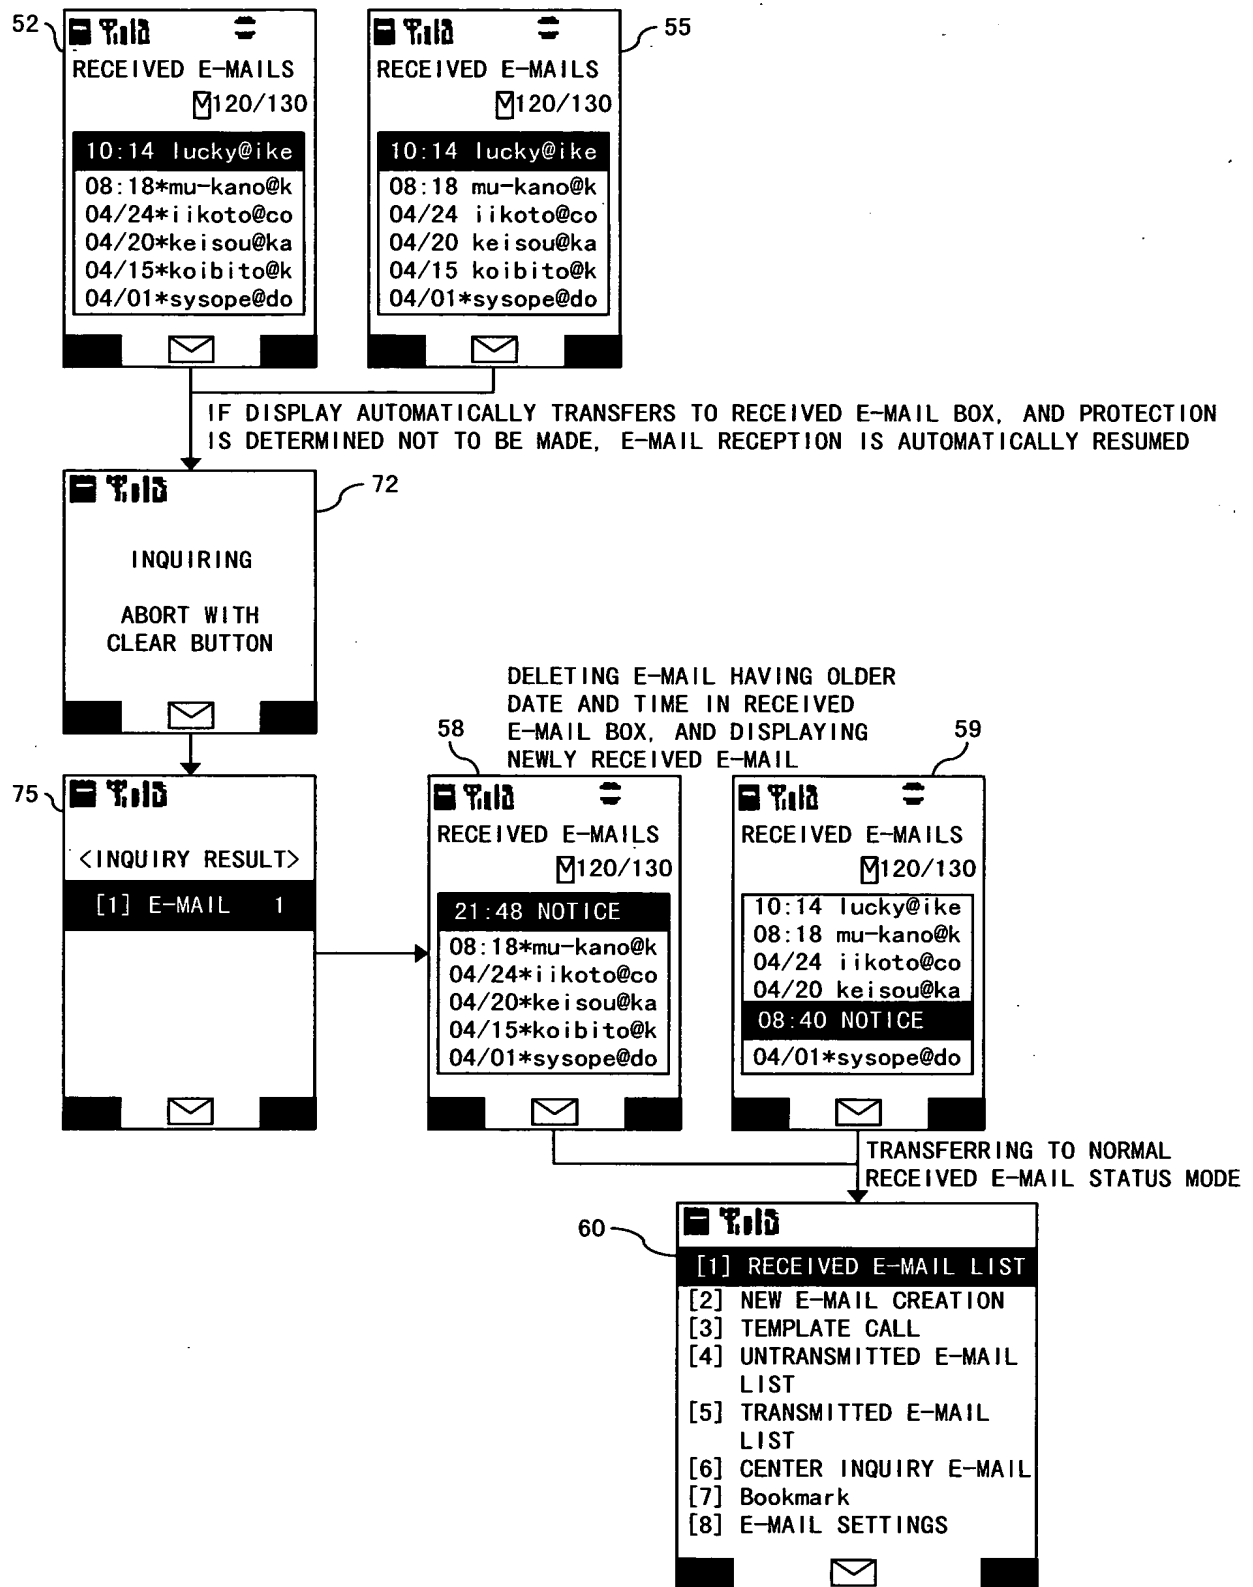 52
RECEIVED E-MAILS
M120/130
10:14 lucky@ike
08:18*mu-kano@k
04/24*iikoto@co
04/20*keisou@ka
04/15*koibito@k
04/01*sysope@do
55
RECEIVED E-MAILS
M120/130
10:14 lucky@ike
08:18 mu-kano@k
04/24 iikoto@co
04/20 keisou@ka
04/15 koibito@k
04/01*sysope@do
IF DISPLAY AUTOMATICALLY TRANSFERS TO RECEIVED E-MAIL BOX, AND PROTECTION
IS DETERMINED NOT TO BE MADE, E-MAIL RECEPTION IS AUTOMATICALLY RESUMED
72
INQUIRING
ABORT WITH
CLEAR BUTTON
75
<INQUIRY RESULT>
[1] E-MAIL 1
DELETING E-MAIL HAVING OLDER
DATE AND TIME IN RECEIVED
E-MAIL BOX, AND DISPLAYING
NEWLY RECEIVED E-MAIL
58
RECEIVED E-MAILS
M120/130
21:48 NOTICE
08:18*mu-kano@k
04/24*iikoto@co
04/20*keisou@ka
04/15*koibito@k
04/01*sysope@do
59
RECEIVED E-MAILS
M120/130
10:14 lucky@ike
08:18 mu-kano@k
04/24 iikoto@co
04/20 keisou@ka
08:40 NOTICE
04/01*sysope@do
TRANSFERRING TO NORMAL
RECEIVED E-MAIL STATUS MODE
60
[1] RECEIVED E-MAIL LIST
[2] NEW E-MAIL CREATION
[3] TEMPLATE CALL
[4] UNTRANSMITTED E-MAIL
LIST
[5] TRANSMITTED E-MAIL
LIST
[6] CENTER INQUIRY E-MAIL
[7] Bookmark
[8] E-MAIL SETTINGS